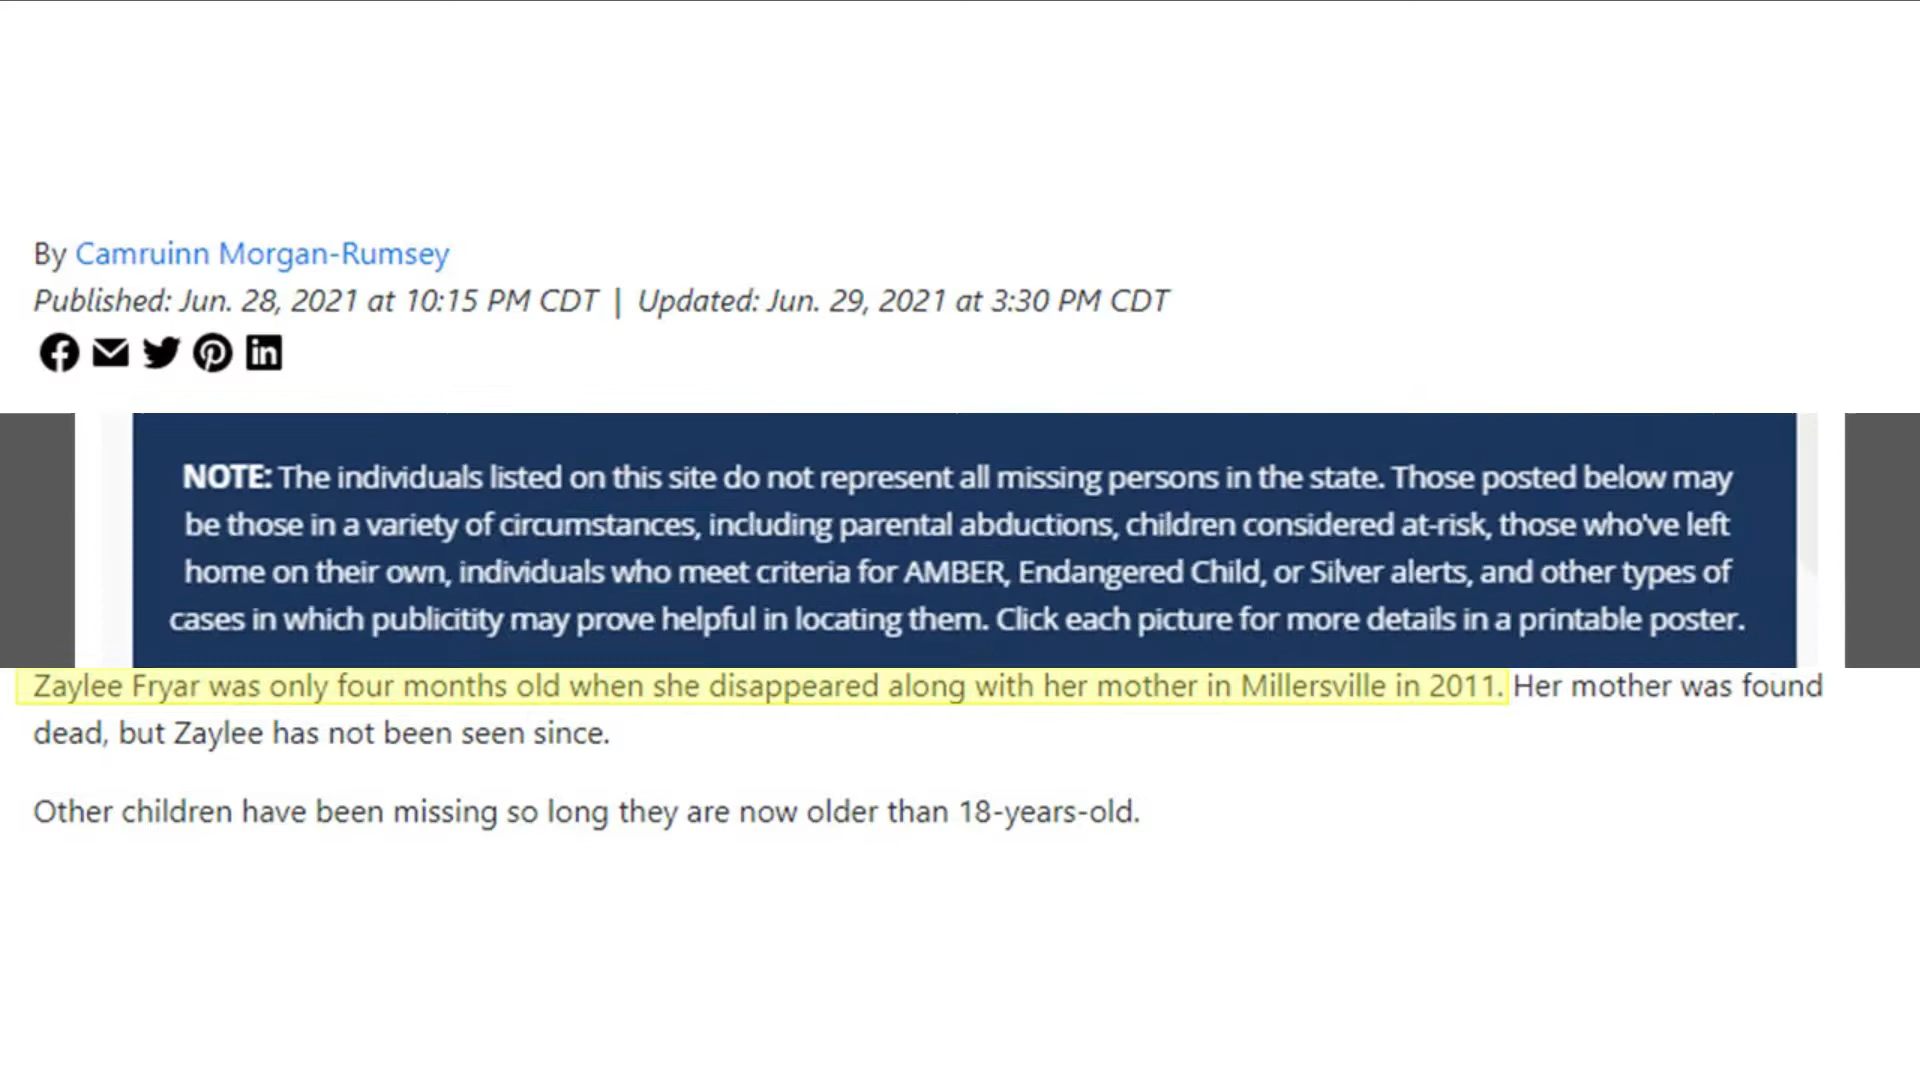 By Camruinn Morgan-Rumsey
Published: Jun. 28, 2021 at 10:15 PM CDT | Updated: Jun. 29, 2021 at 3:30 PM CDT
NOTE: The individuals listed on this site do not represent all missing persons in the state. Those posted below may
be those in a variety of circumstances, including parental abductions, children considered at-risk, those who've left
home on their own, individuals who meet criteria for AMBER, Endangered Child, or Silver alerts, and other types of
cases in which publicitity may prove helpful in locating them. Click each picture for more details in a printable poster.
Zaylee Fryar was only four months old when she disappeared along with her mother in Millersville in 2011. Her mother was found
dead, but Zaylee has not been seen since.
Other children have been missing so long they are now older than 18-years-old.